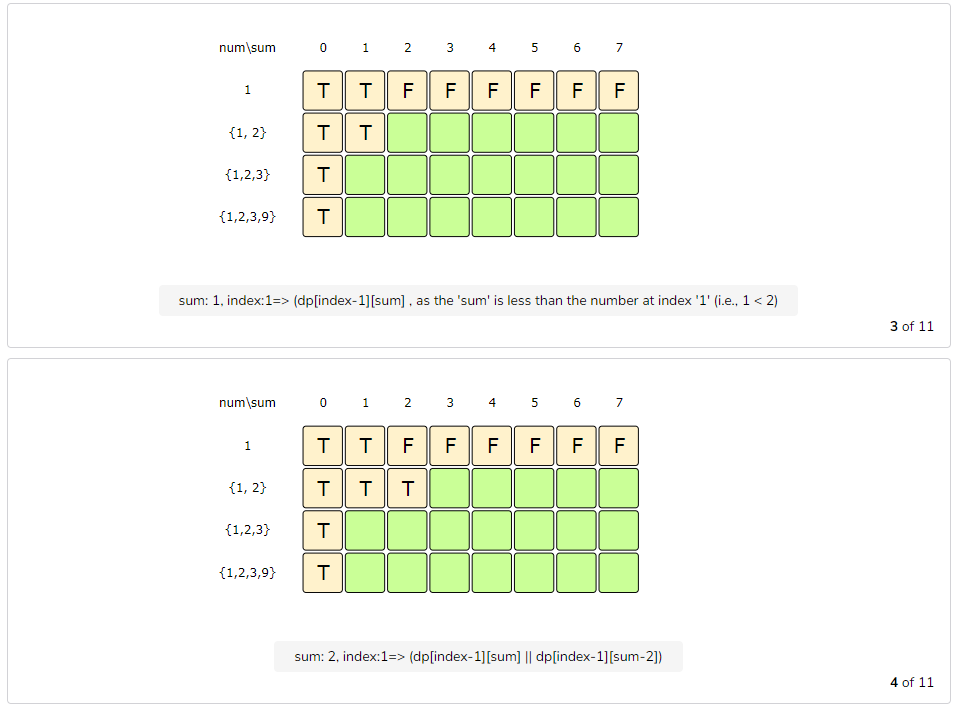 num\sum 0 1 2 3 4 5 6 7
1 T T F F F F F F
{1, 2} T T
{1,2,3} T
{1,2,3,9} T
sum: 1, index:1=> (dp[index-1][sum] , as the 'sum' is less than the number at index '1' (i.e., 1 < 2)
3 of 11
num\sum 0 1 2 3 4 5 6 7
1 T T F F F F F F
{1, 2} T T T
{1,2,3} T
{1,2,3,9} T
sum: 2, index:1=> (dp[index-1][sum] || dp[index-1][sum-2])
4 of 11